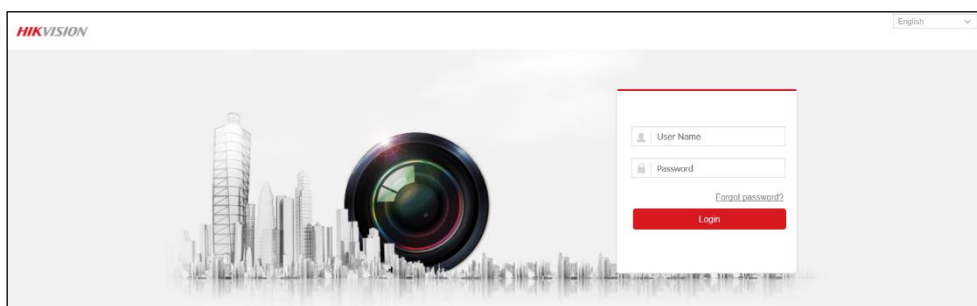 HIKVISION
English
User Name
Password
Forgot password?
Login